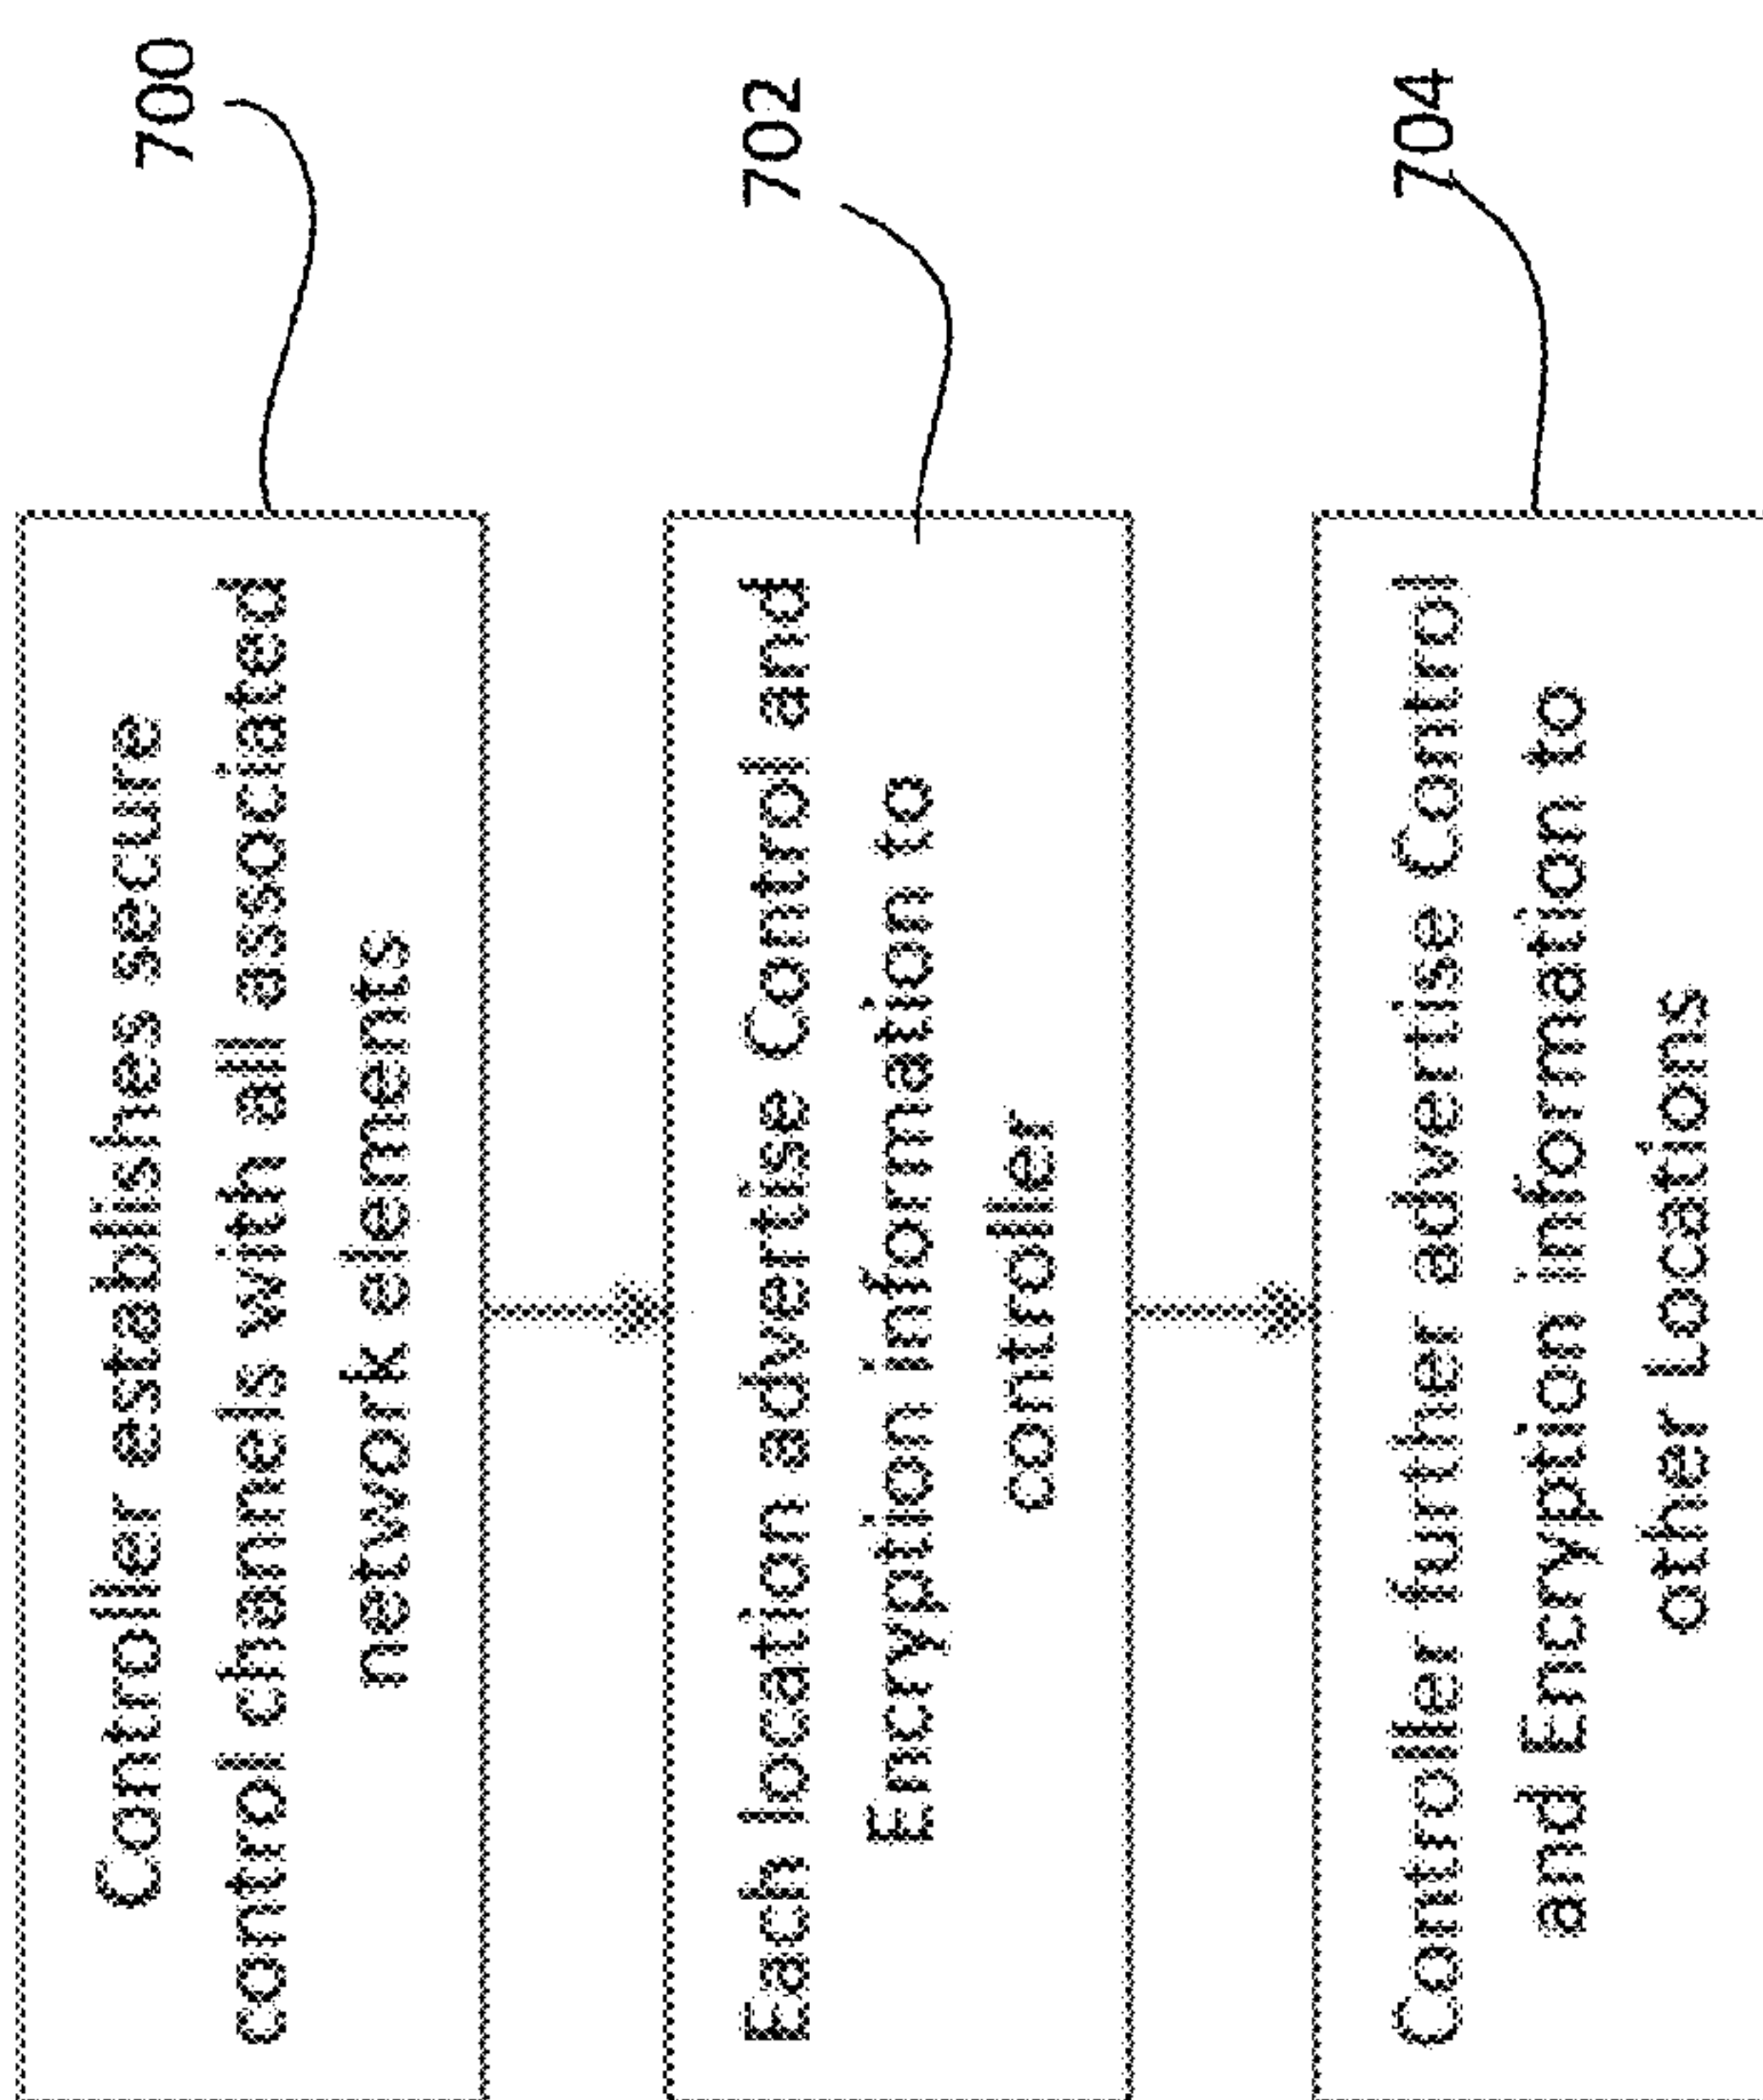 Controller establishes secure
control channels with all associated
network elements
700
Each location advertise Control and
Encryption information to
controller
702
Controller further advertise Control
and Encryption information to
other Locations
704